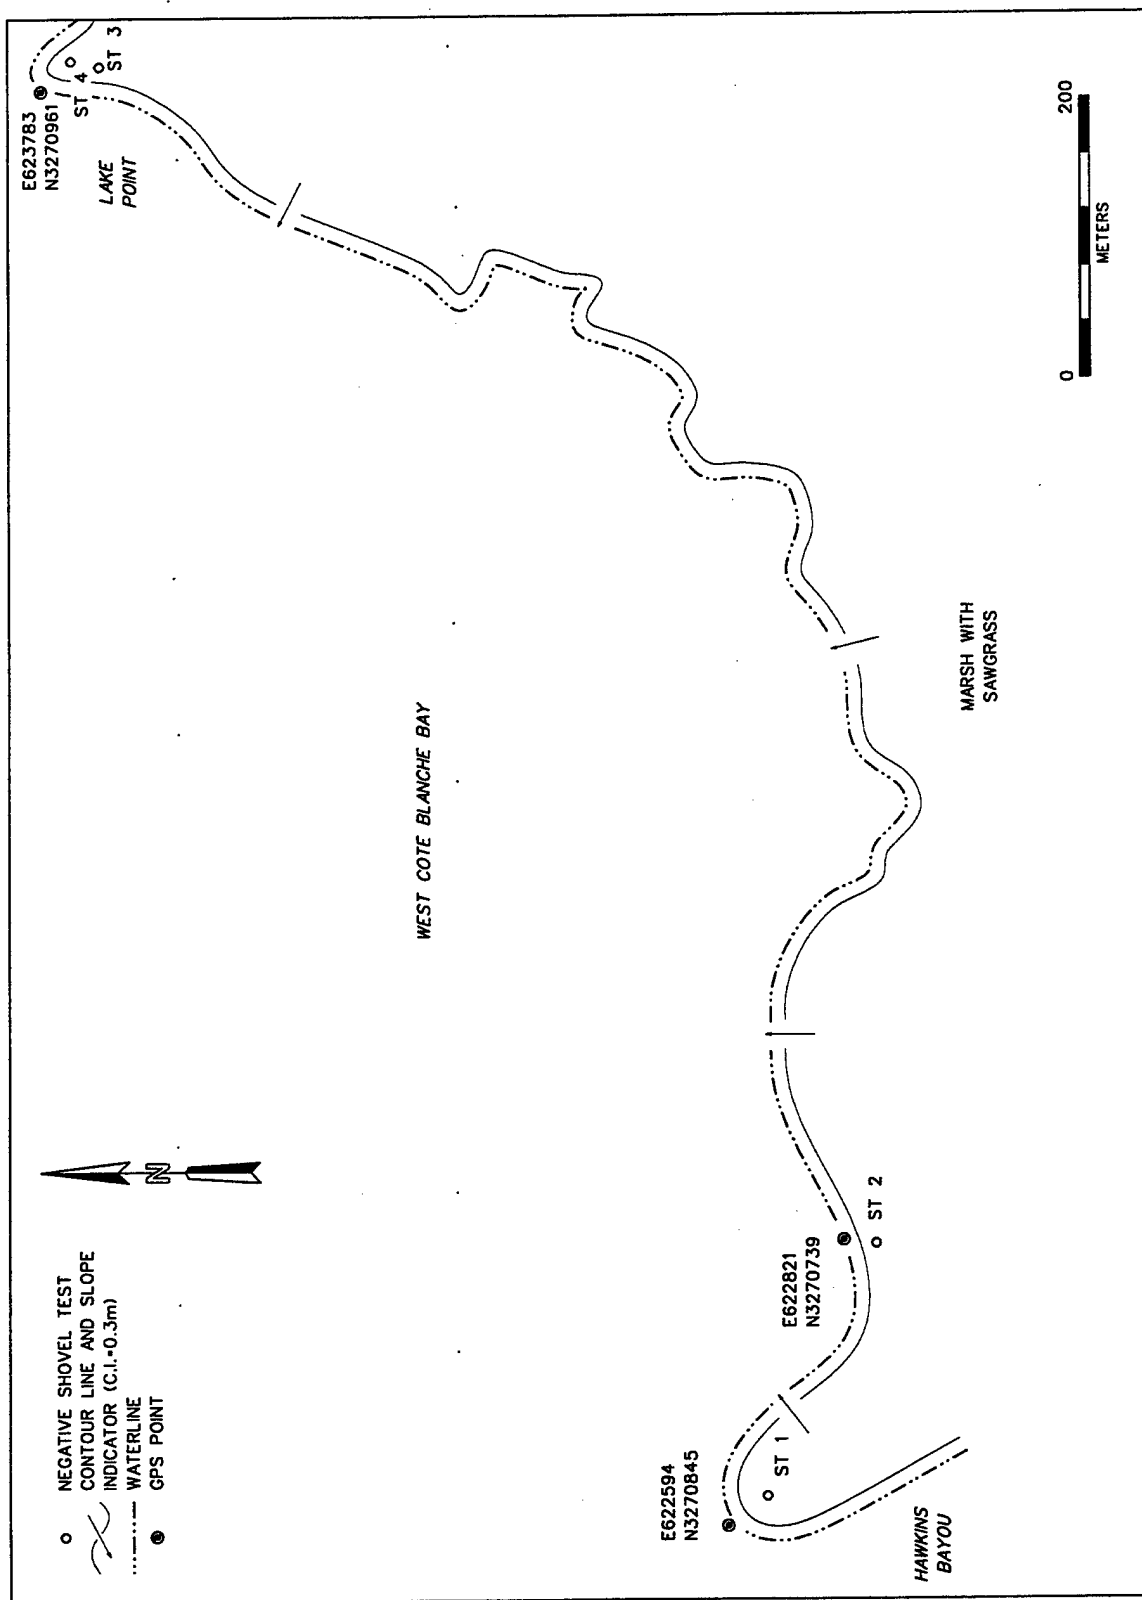 NEGATIVE SHOVEL TEST
CONTOUR LINE AND SLOPE
INDICATOR (C.I.=0.3m)
WATERLINE
GPS POINT
N
E623783
N3270961
LAKE
POINT
ST 4
ST 3
WEST COTE BLANCHE BAY
E622594
N3270845
ST 1
E622821
N3270739
ST 2
HAWKINS
BAYOU
MARSH WITH
SAWGRASS
0
200
METERS